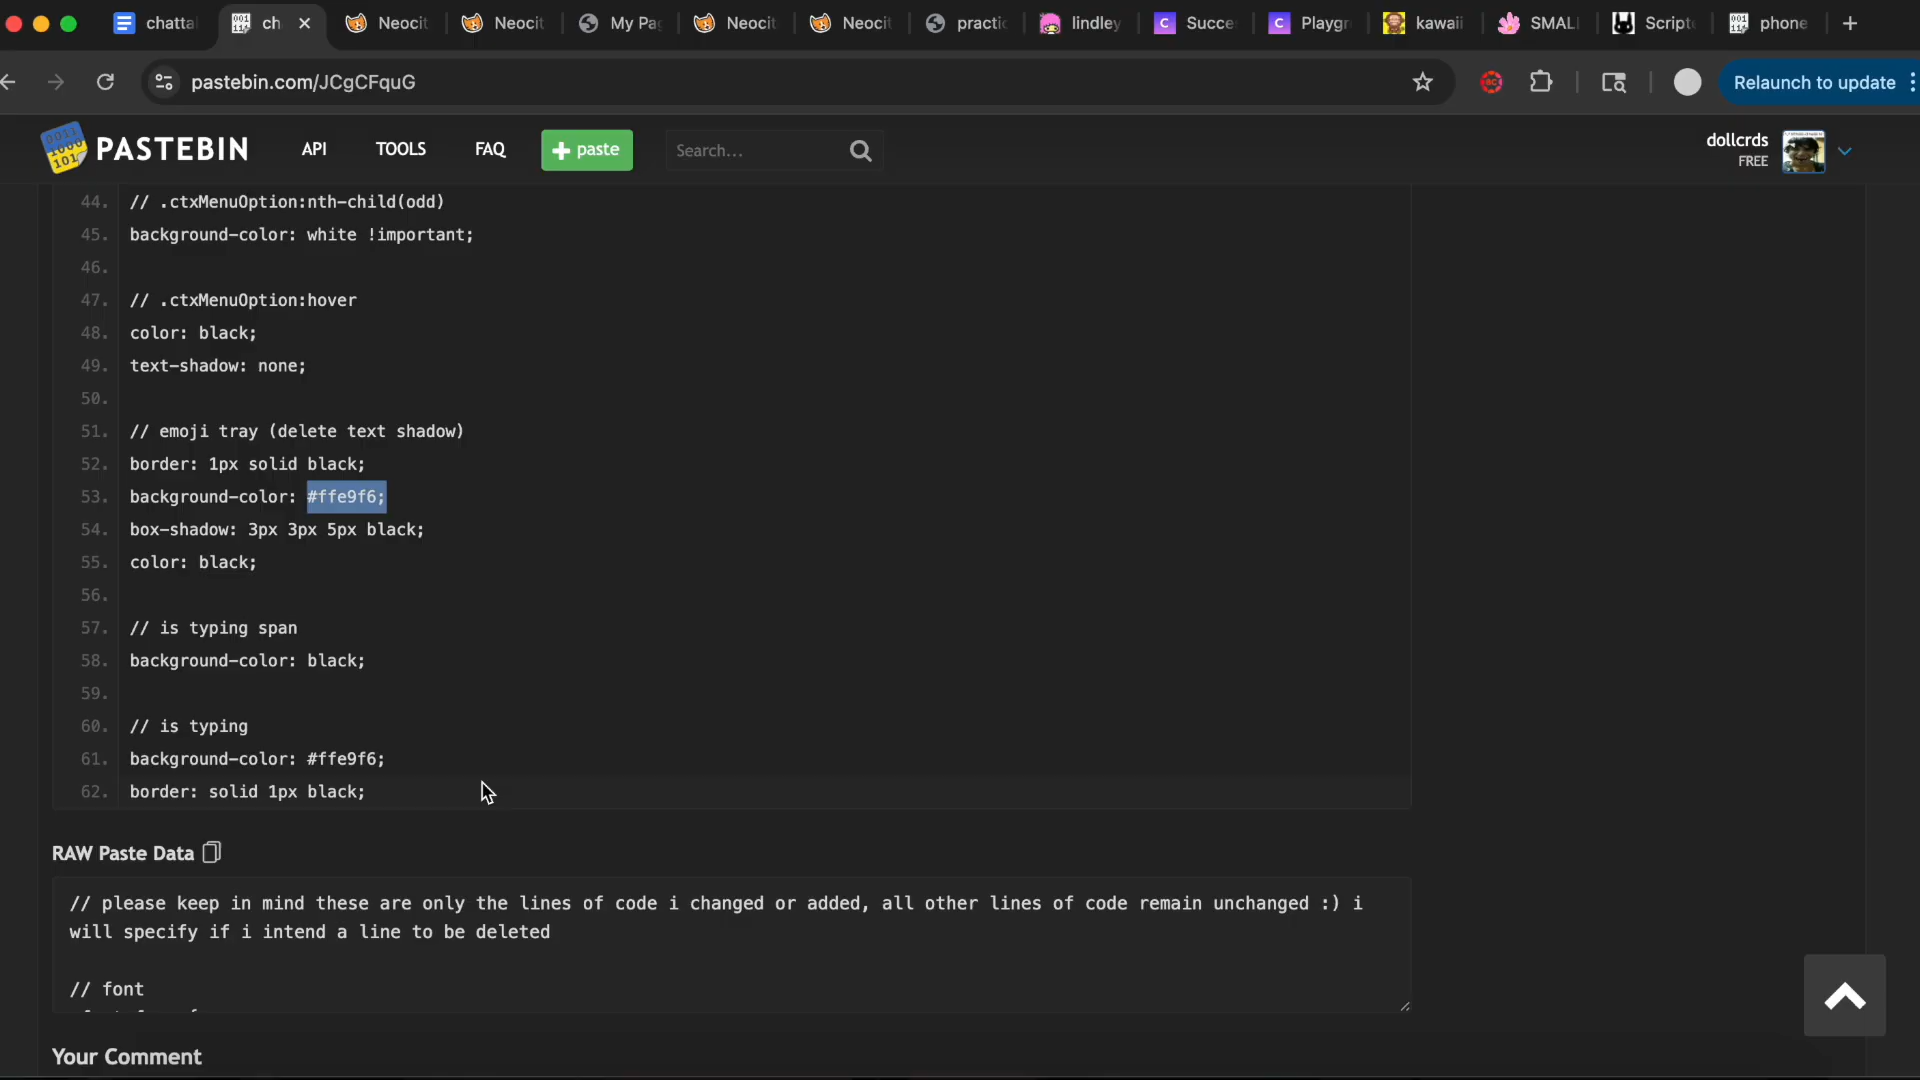 chatta
ch
Neocit
Neocit
My Pag
Neocit
Neocit
practic
lindley
Succe
Playgr
kawaii
SMAL
Scripts
phone
pastebin.com/JCgCFquG
Relaunch to update
PASTEBIN
API
TOOLS
FAQ
paste
Search...
dollcrds
FREE
44. // .ctxMenuOption:nth-child(odd)
45. background-color: white !important;
46.
47. // .ctxMenuOption:hover
48. color: black;
49. text-shadow: none;
50.
51. // emoji tray (delete text shadow)
52. border: 1px solid black;
53. background-color: #ffe9f6;
54. box-shadow: 3px 3px 5px black;
55. color: black;
56.
57. // is typing span
58. background-color: black;
59.
60. // is typing
61. background-color: #ffe9f6;
62. border: solid 1px black;
RAW Paste Data
// please keep in mind these are only the lines of code i changed or added, all other lines of code remain unchanged :) i
will specify if i intend a line to be deleted
// font
Your Comment